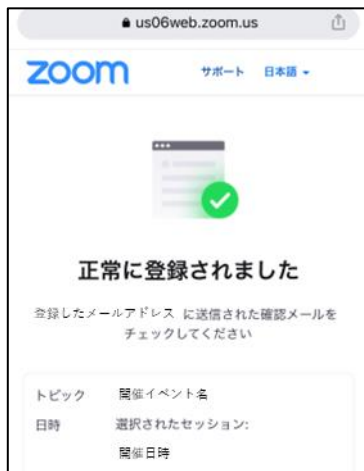 us06web.zoom.us
zoom サポート 日本語
正常に登録されました
登録したメールアドレス に送信された確認メールを
チェックしてください
トピック 開催イベント名
日時 選択されたセッション:
開催日時